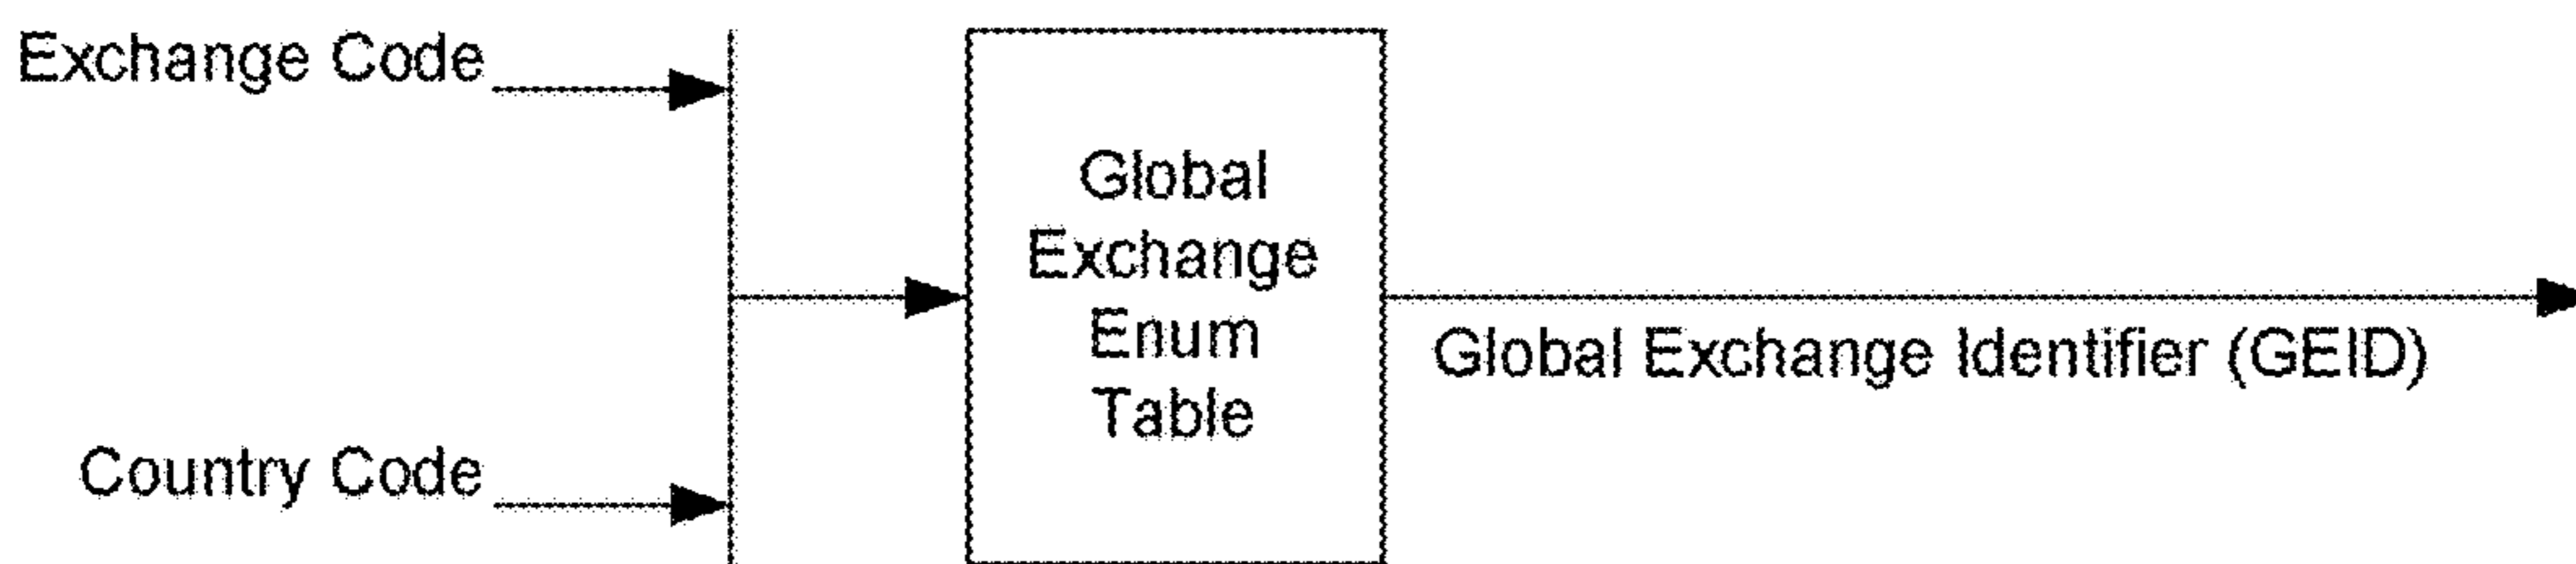 Exchange Code
Global
Exchange
Enum
Table
Global Exchange Identifier (GEID)
Country Code